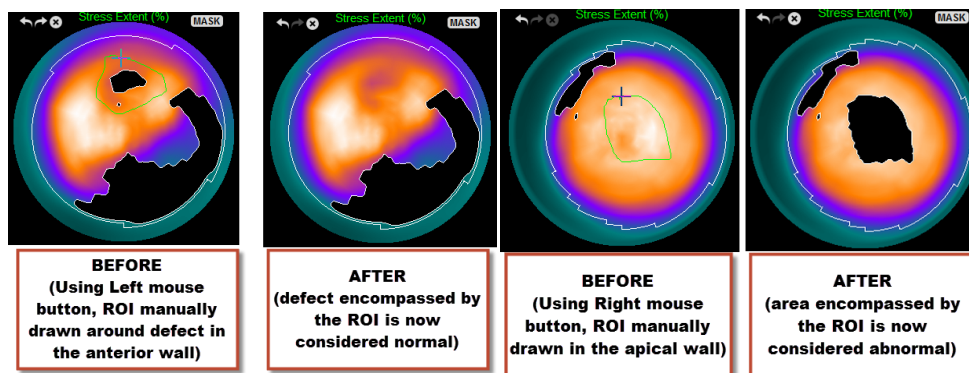 Stress Extent (%)
MASK
Stress Extent (%)
MASK
Stress Extent (%)
MASK
Stress Extent (%)
MASK
BEFORE
(Using Left mouse
button, ROI manually
drawn around defect in
the anterior wall)
AFTER
(defect encompassed by
the ROI is now
considered normal)
BEFORE
(Using Right mouse
button, ROI manually
drawn in the apical wall)
AFTER
(area encompassed by
the ROI is now
considered abnormal)